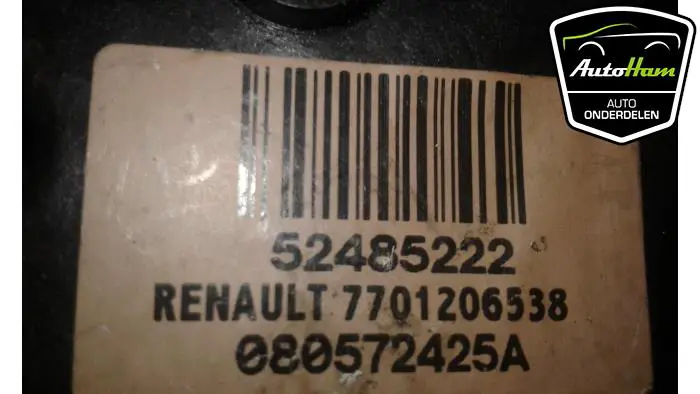 52485222
RENAULT 7701206538
080572425A
AutoHam
AUTO
ONDERDELEN